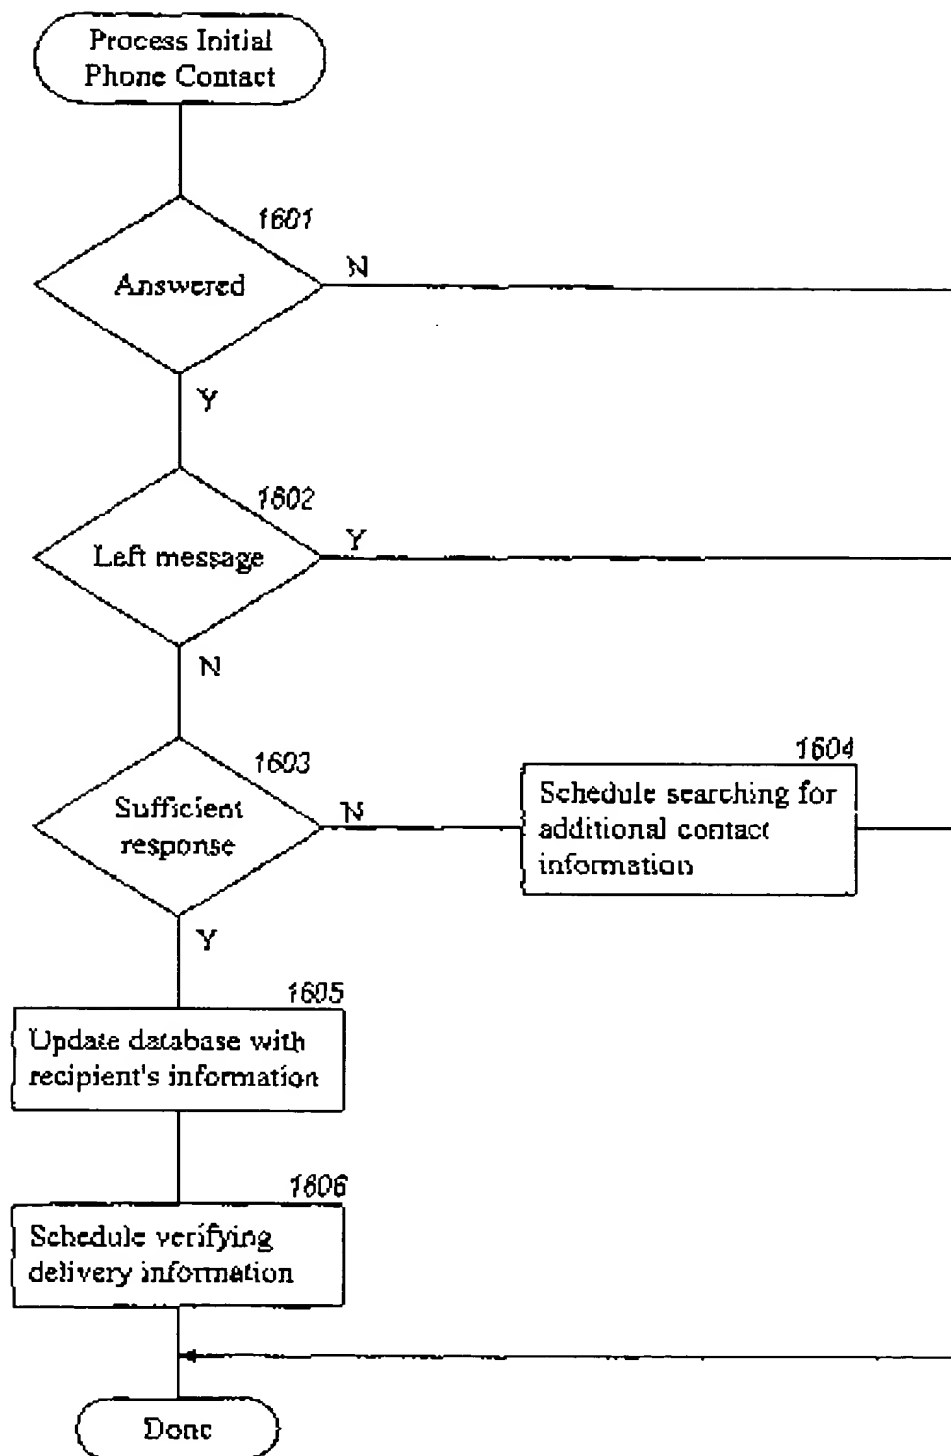 Process Initial
Phone Contact
1601
Answered
N
Y
1602
Left message
Y
N
1603
Sufficient
response
N
1604
Schedule searching for
additional contact
information
Y
1605
Update database with
recipient's information
1606
Schedule verifying
delivery information
Done